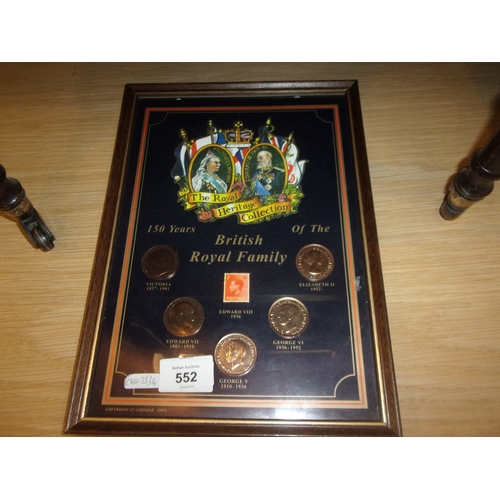 The Royal
Heritage
Collection
150 Years Of The
British
Royal Family
VICTORIA
1837-1901
ELIZABETH II
1952
EDWARD VIII
1936
EDWARD VII
1901-1910
GEORGE VI
1936-1952
GEORGE V
1910-1936
552